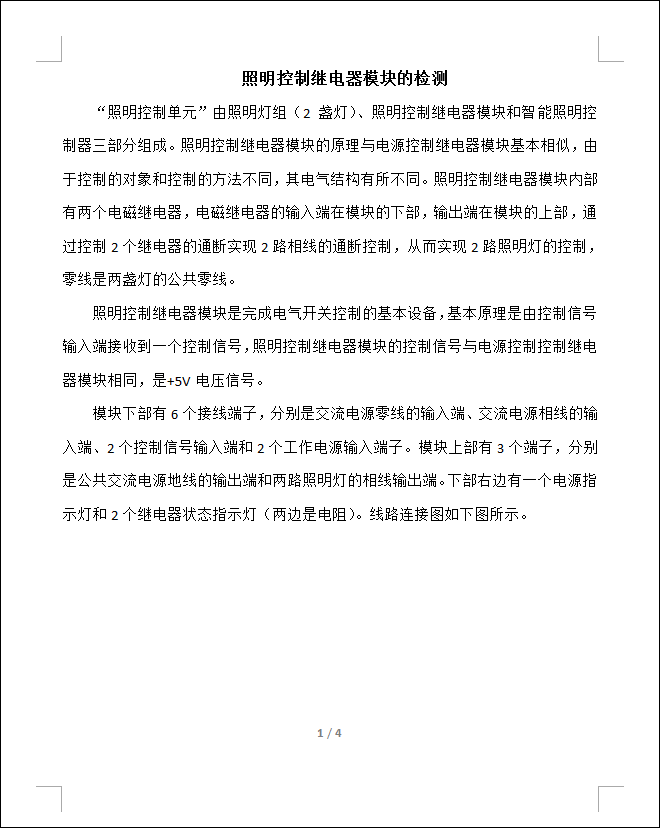 照明控制继电器模块的检测
“照明控制单元”由照明灯组（2 盏灯）、照明控制继电器模块和智能照明控
制器三部分组成。照明控制继电器模块的原理与电源控制继电器模块基本相似，由
于控制的对象和控制的方法不同，其电气结构有所不同。照明控制继电器模块内部
有两个电磁继电器，电磁继电器的输入端在模块的下部，输出端在模块的上部，通
过控制 2 个继电器的通断实现 2 路相线的通断控制，从而实现 2 路照明灯的控制，
零线是两盏灯的公共零线。
照明控制继电器模块是完成电气开关控制的基本设备，基本原理是由控制信号
输入端接收到一个控制信号，照明控制继电器模块的控制信号与电源控制控制继电
器模块相同，是+5V 电压信号。
模块下部有 6 个接线端子，分别是交流电源零线的输入端、交流电源相线的输
入端、2 个控制信号输入端和 2 个工作电源输入端子。模块上部有 3 个端子，分别
是公共交流电源地线的输出端和两路照明灯的相线输出端。下部右边有一个电源指
示灯和 2 个继电器状态指示灯（两边是电阻）。线路连接图如下图所示。
1 / 4